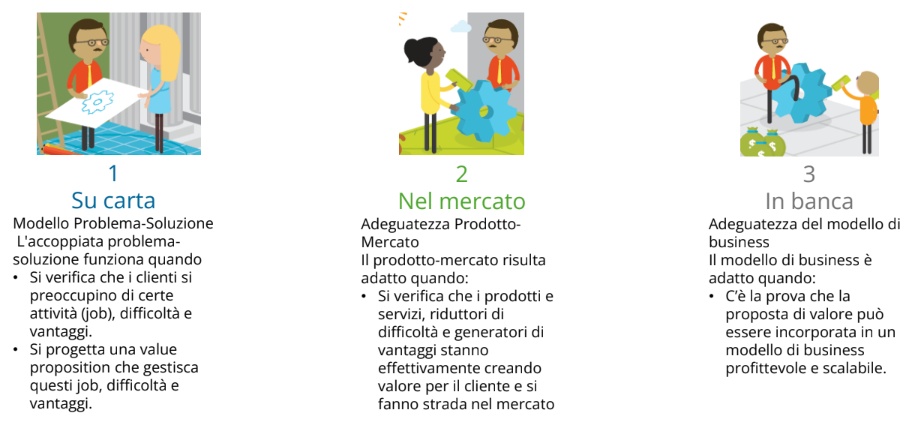 1
Su carta
Modello Problema-Soluzione
L'accoppiata problema-
soluzione funziona quando
• Si verifica che i clienti si
preoccupino di certe
attività (job), difficoltà e
vantaggi.
• Si progetta una value
proposition che gestisca
questi job, difficoltà e
vantaggi.
2
Nel mercato
Adeguatezza Prodotto-
Mercato
Il prodotto-mercato risulta
adatto quando:
• Si verifica che i prodotti e
servizi, riduttori di
difficoltà e generatori di
vantaggi stanno
effettivamente creando
valore per il cliente e si
fanno strada nel mercato
3
In banca
Adeguatezza del modello di
business
Il modello di business è
adatto quando:
• C'è la prova che la
proposta di valore può
essere incorporata in un
modello di business
profittevole e scalabile.